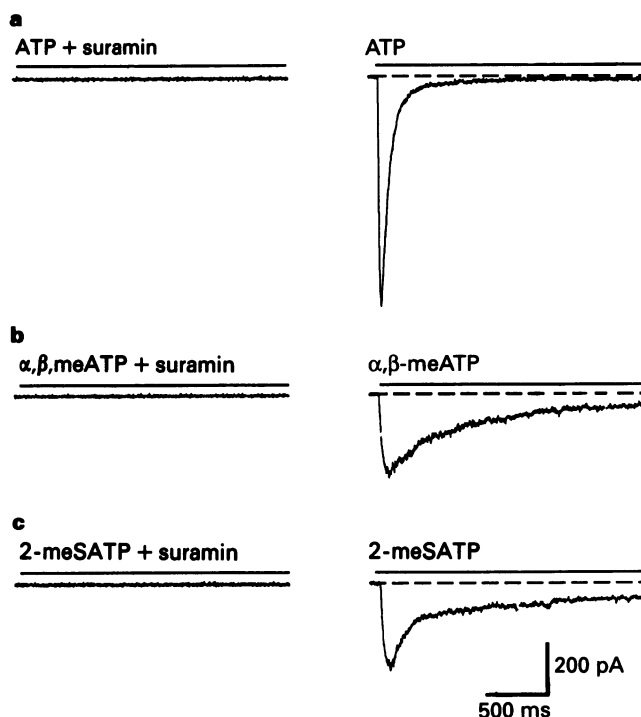 a
ATP + suramin
ATP
b
α,β,meATP + suramin
α,β-meATP
c
2-meSATP + suramin
2-meSATP
200 pA
500 ms